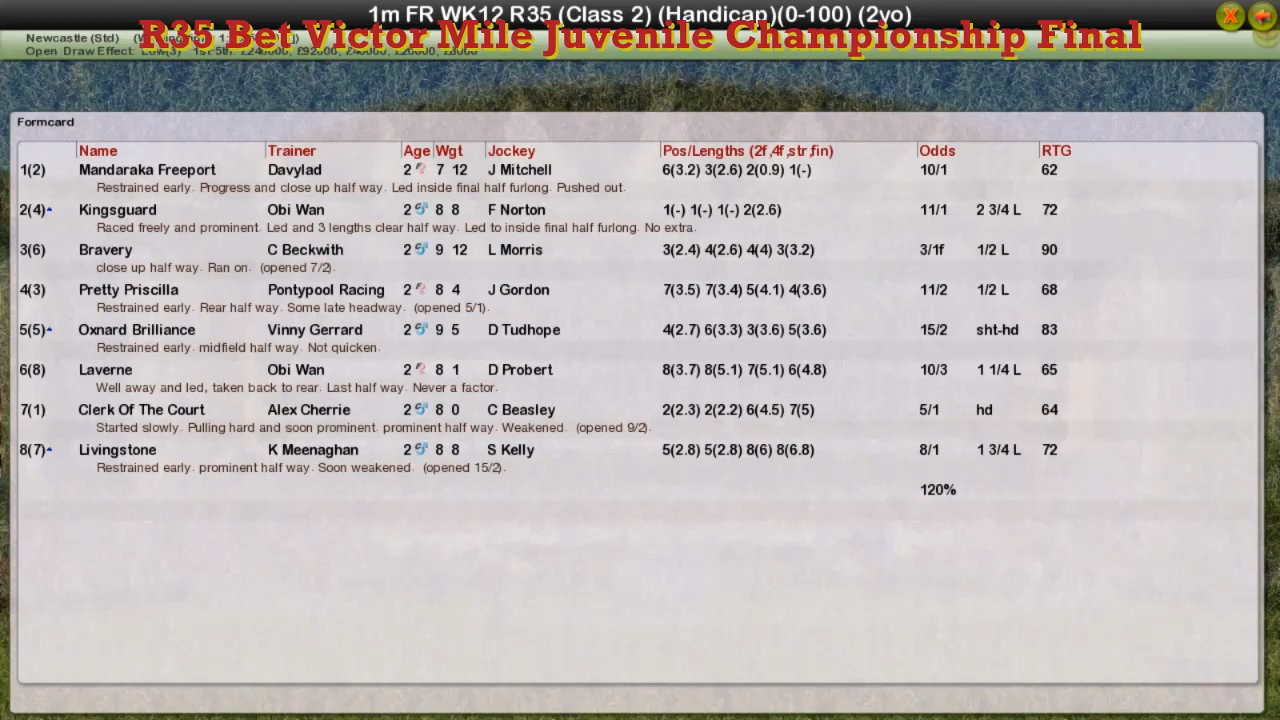 1m FR WK12 R35 (Class 2) (Handicap)(0-100) (2yo)
R35 Bet Victor Mile Juvenile Championship Final
Newcastle (Std)
Open Draw Effect: Low(3) 1st-5th: £240000, £92000,
Formcard
Name Trainer Age Wgt Jockey Pos/Lengths (2f,4f,str,fin) Odds RTG
1(2) Mandaraka Freeport Davylad 2 7 12 J Mitchell 6(3.2) 3(2.6) 2(0.9) 1(-) 10/1 62
Restrained early. Progress and close up half way. Led inside final half furlong. Pushed out.
2(4) Kingsguard Obi Wan 2 8 8 F Norton 1(-) 1(-) 1(-) 2(2.6) 11/1 2 3/4 L 72
Raced freely and prominent. Led and 3 lengths clear half way. Led to inside final half furlong. No extra.
3(6) Bravery C Beckwith 2 9 12 L Morris 3(2.4) 4(2.6) 4(4) 3(3.2) 3/1f 1/2 L 90
close up half way. Ran on. (opened 7/2).
4(3) Pretty Priscilla Pontypool Racing 2 8 4 J Gordon 7(3.5) 7(3.4) 5(4.1) 4(3.6) 11/2 1/2 L 68
Restrained early. Rear half way. Some late headway. (opened 5/1).
5(5) Oxnard Brilliance Vinny Gerrard 2 9 5 D Tudhope 4(2.7) 6(3.3) 3(3.6) 5(3.6) 15/2 sht-hd 83
Restrained early. midfield half way. Not quicken.
6(8) Laverne Obi Wan 2 8 1 D Probert 8(3.7) 8(5.1) 7(5.1) 6(4.8) 10/3 1 1/4 L 65
Well away and led, taken back to rear. Last half way. Never a factor.
7(1) Clerk Of The Court Alex Cherrie 2 8 0 C Beasley 2(2.3) 2(2.2) 6(4.5) 7(5) 5/1 hd 64
Started slowly. Pulling hard and soon prominent. prominent half way. Weakened. (opened 9/2).
8(7) Livingstone K Meenaghan 2 8 8 S Kelly 5(2.8) 5(2.8) 8(6) 8(6.8) 8/1 1 3/4 L 72
Restrained early. prominent half way. Soon weakened. (opened 15/2).
120%